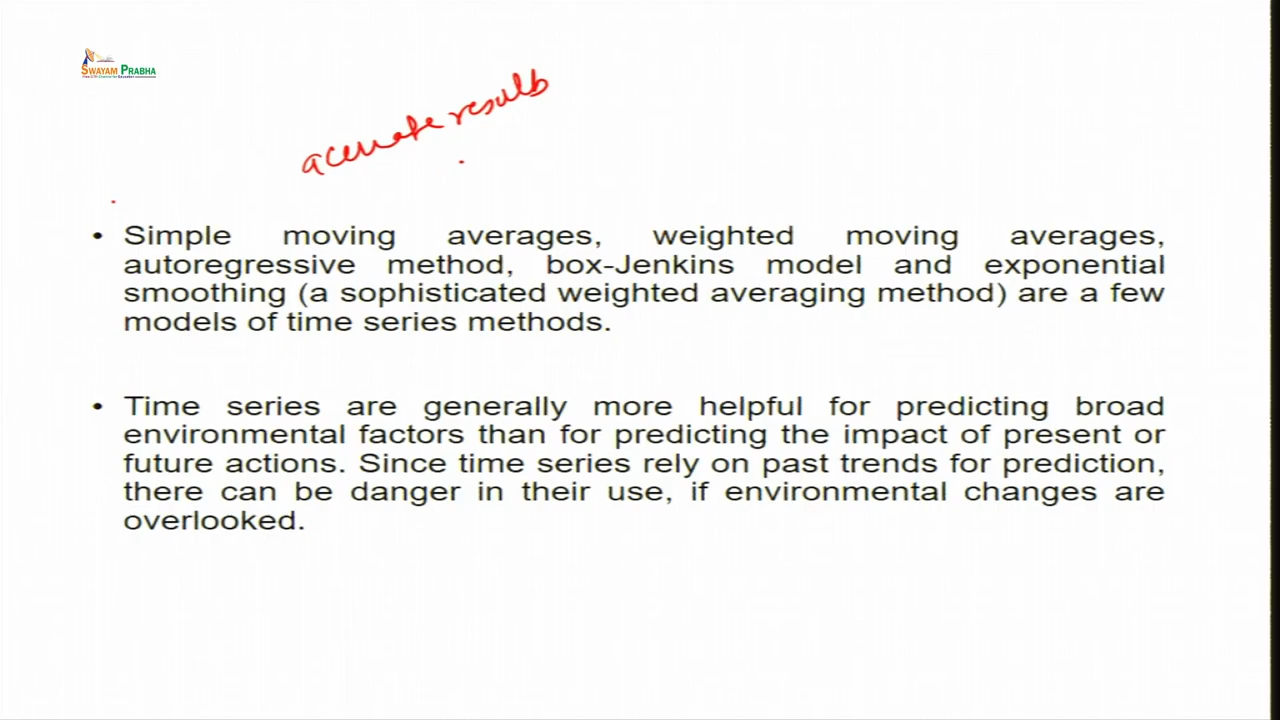 SWAYAM PRABHA
accurate results
• Simple moving averages, weighted moving averages,
autoregressive method, box-Jenkins model and exponential
smoothing (a sophisticated weighted averaging method) are a few
models of time series methods.
• Time series are generally more helpful for predicting broad
environmental factors than for predicting the impact of present or
future actions. Since time series rely on past trends for prediction,
there can be danger in their use, if environmental changes are
overlooked.